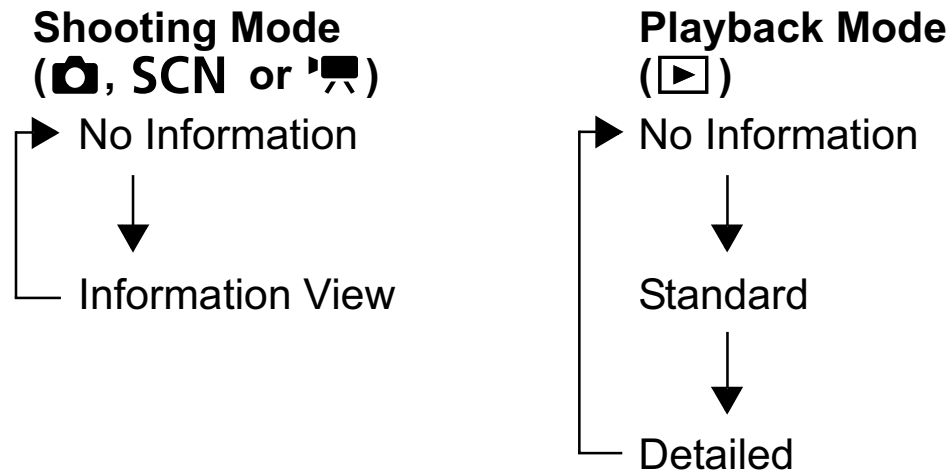 Shooting Mode
(📷, SCN or 🎥)
No Information
Information View
Playback Mode
(▶)
No Information
Standard
Detailed